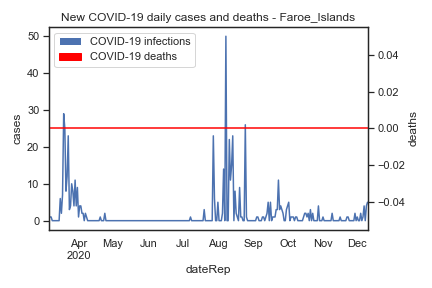 New COVID-19 daily cases and deaths - Faroe_Islands
COVID-19 infections
COVID-19 deaths
50
40
30
20
10
0
cases
0.04
0.02
0.00
−0.02
−0.04
deaths
Apr May Jun Jul Aug Sep Oct Nov Dec
2020
dateRep